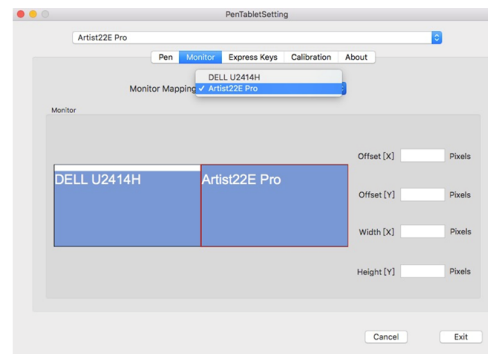 PenTabletSetting
Artist22E Pro
Pen Monitor Express Keys Calibration About
DELL U2414H
Monitor Mapping ✓ Artist22E Pro
Monitor
Offset [X] Pixels
DELL U2414H Artist22E Pro
Offset [Y] Pixels
Width [X] Pixels
Height [Y] Pixels
Cancel Exit